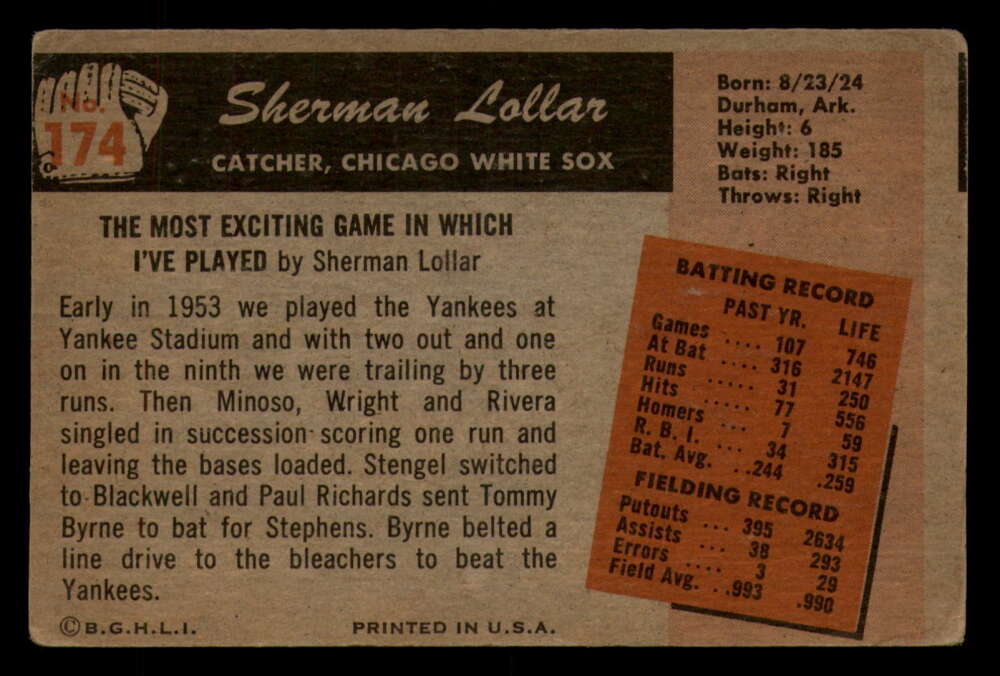 No.
174
Sherman Lollar
CATCHER, CHICAGO WHITE SOX
Born: 8/23/24
Durham, Ark.
Height: 6
Weight: 185
Bats: Right
Throws: Right
THE MOST EXCITING GAME IN WHICH
I'VE PLAYED by Sherman Lollar
Early in 1953 we played the Yankees at
Yankee Stadium and with two out and one
on in the ninth we were trailing by three
runs. Then Minoso, Wright and Rivera
singled in succession scoring one run and
leaving the bases loaded. Stengel switched
to Blackwell and Paul Richards sent Tommy
Byrne to bat for Stephens. Byrne belted a
line drive to the bleachers to beat the
Yankees.
BATTING RECORD
PAST YR. LIFE
Games .... 107 746
At Bat .... 316 2147
Runs ..... 31 250
Hits ..... 77 556
Homers 7 59
R. B. I. .... 34 315
Bat. Avg. ...244 .259
FIELDING RECORD
Putouts ... 395 2634
Assists ... 38 293
Errors .... 3 29
Field Avg. ..993 .990
© B.G.H.L.I.
PRINTED IN U.S.A.